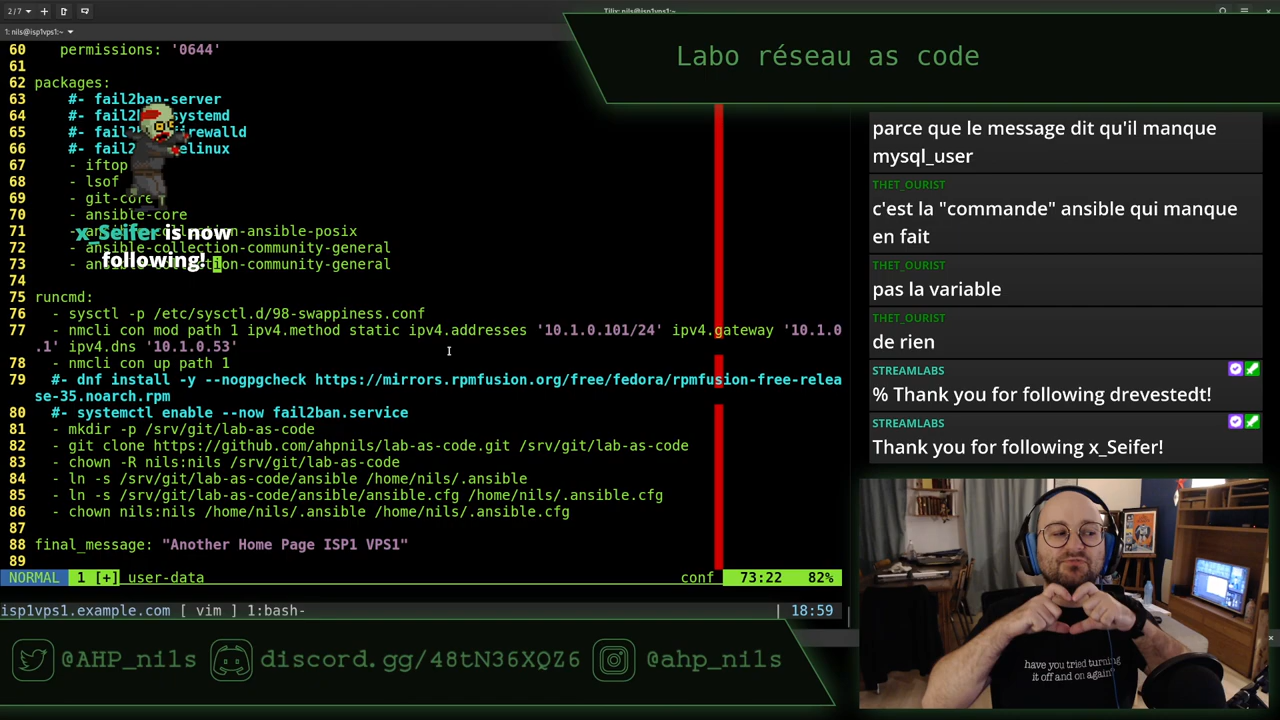 2/7
Tilix: nils@isp1vps1:~
1: nils@isp1vps1:~
Labo réseau as code
60 permissions: '0644'
61
62 packages:
63 #- fail2ban-server
64 #- fail2 systemd
65 #- fail2 irewalld
66 #- fail2 elinux
67 - iftop
68 - lsof
69 - git-core
70 - ansible-core
71 - ansible-collection-ansible-posix
72 - ansible-collection-community-general
73 - ansible-collection-community-general
74
75 runcmd:
76 - sysctl -p /etc/sysctl.d/98-swappiness.conf
77 - nmcli con mod path 1 ipv4.method static ipv4.addresses '10.1.0.101/24' ipv4.gateway '10.1.0
.1' ipv4.dns '10.1.0.53'
78 - nmcli con up path 1
79 #- dnf install -y --nogpgcheck https://mirrors.rpmfusion.org/free/fedora/rpmfusion-free-relea
se-35.noarch.rpm
80 #- systemctl enable --now fail2ban.service
81 - mkdir -p /srv/git/lab-as-code
82 - git clone https://github.com/ahpnils/lab-as-code.git /srv/git/lab-as-code
83 - chown -R nils:nils /srv/git/lab-as-code
84 - ln -s /srv/git/lab-as-code/ansible /home/nils/.ansible
85 - ln -s /srv/git/lab-as-code/ansible/ansible.cfg /home/nils/.ansible.cfg
86 - chown nils:nils /home/nils/.ansible /home/nils/.ansible.cfg
87
88 final_message: "Another Home Page ISP1 VPS1"
89
x_Seifer is now
following!
NORMAL 1 [+] user-data conf 73:22 82%
isp1vps1.example.com [ vim ] 1:bash- | 18:59
parce que le message dit qu'il manque
mysql_user
THET_OURIST
c'est la "commande" ansible qui manque
en fait
THET_OURIST
pas la variable
THET_OURIST
de rien
STREAMLABS
% Thank you for following drevestedt!
STREAMLABS
Thank you for following x_Seifer!
have you tried turning
it off and on again?
@AHP_nils discord.gg/48tN36XQZ6 @ahp_nils